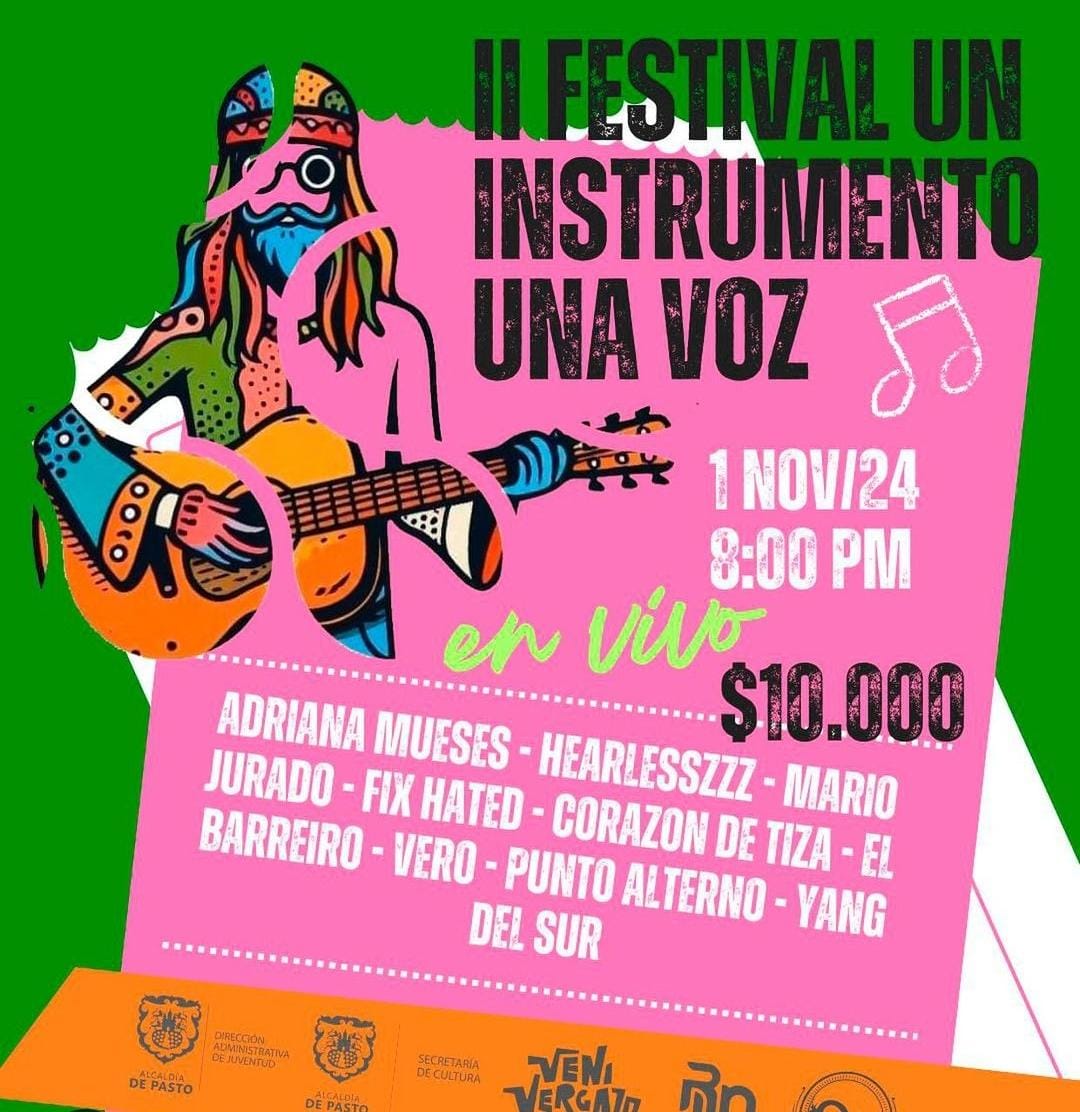 II FESTIVAL UN
INSTRUMENTO
UNA VOZ
1 NOV/24
8:00 PM
en vivo
$10.000
ADRIANA MUESES - HEARLESSZZZ - MARIO
JURADO - FIX HATED - CORAZON DE TIZA - EL
BARREIRO - VERO - PUNTO ALTERNO - YANG
DEL SUR
ALCALDÍA
DE PASTO
DIRECCIÓN
ADMINISTRATIVA
DE JUVENTUD
ALCALDÍA
DE PASTO
SECRETARÍA
DE CULTURA
VENI
VERGAZO